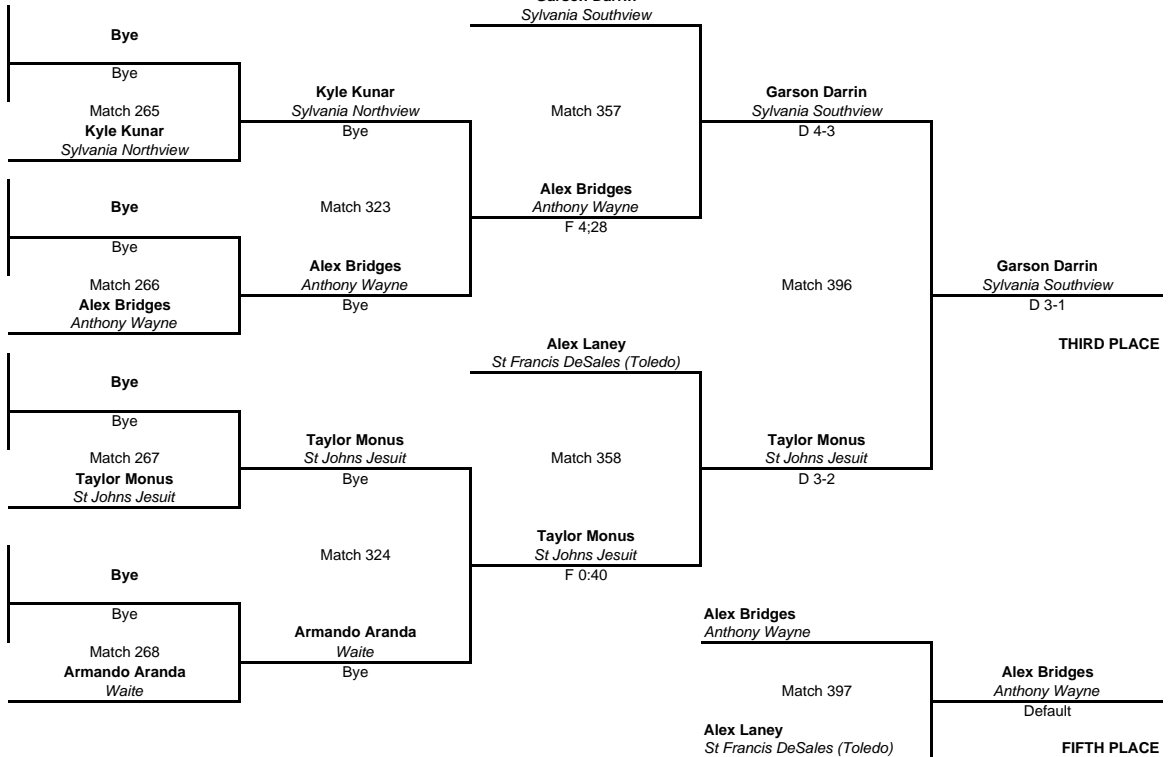 Garson Darrin
Sylvania Southview
Bye
Bye
Match 265
Kyle Kunar
Sylvania Northview
Kyle Kunar
Sylvania Northview
Bye
Match 357
Garson Darrin
Sylvania Southview
D 4-3
Bye
Bye
Match 266
Alex Bridges
Anthony Wayne
Match 323
Alex Bridges
Anthony Wayne
Bye
Alex Bridges
Anthony Wayne
F 4;28
Match 396
Garson Darrin
Sylvania Southview
D 3-1
THIRD PLACE
Alex Laney
St Francis DeSales (Toledo)
Bye
Bye
Match 267
Taylor Monus
St Johns Jesuit
Taylor Monus
St Johns Jesuit
Bye
Match 358
Taylor Monus
St Johns Jesuit
D 3-2
Match 324
Taylor Monus
St Johns Jesuit
F 0:40
Bye
Bye
Match 268
Armando Aranda
Waite
Armando Aranda
Waite
Bye
Alex Bridges
Anthony Wayne
Match 397
Alex Laney
St Francis DeSales (Toledo)
Alex Bridges
Anthony Wayne
Default
FIFTH PLACE